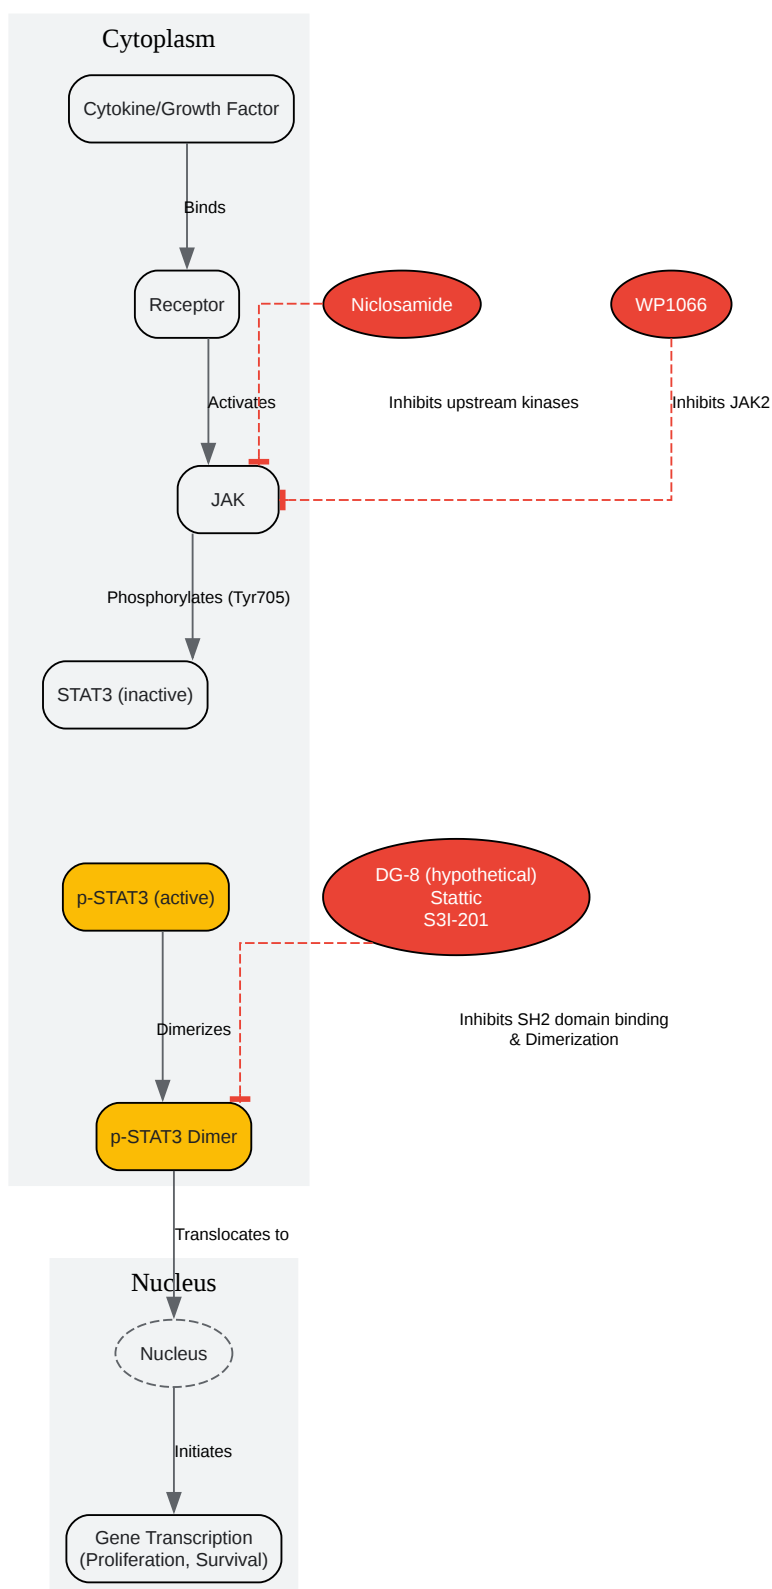 Cytoplasm
Cytokine/Growth Factor
Binds
Receptor
Niclosamide
WP1066
Activates
Inhibits upstream kinases
Inhibits JAK2
JAK
Phosphorylates (Tyr705)
STAT3 (inactive)
p-STAT3 (active)
DG-8 (hypothetical)
Stattic
S3I-201
Dimerizes
Inhibits SH2 domain binding
& Dimerization
p-STAT3 Dimer
Translocates to
Nucleus
Nucleus
Initiates
Gene Transcription
(Proliferation, Survival)